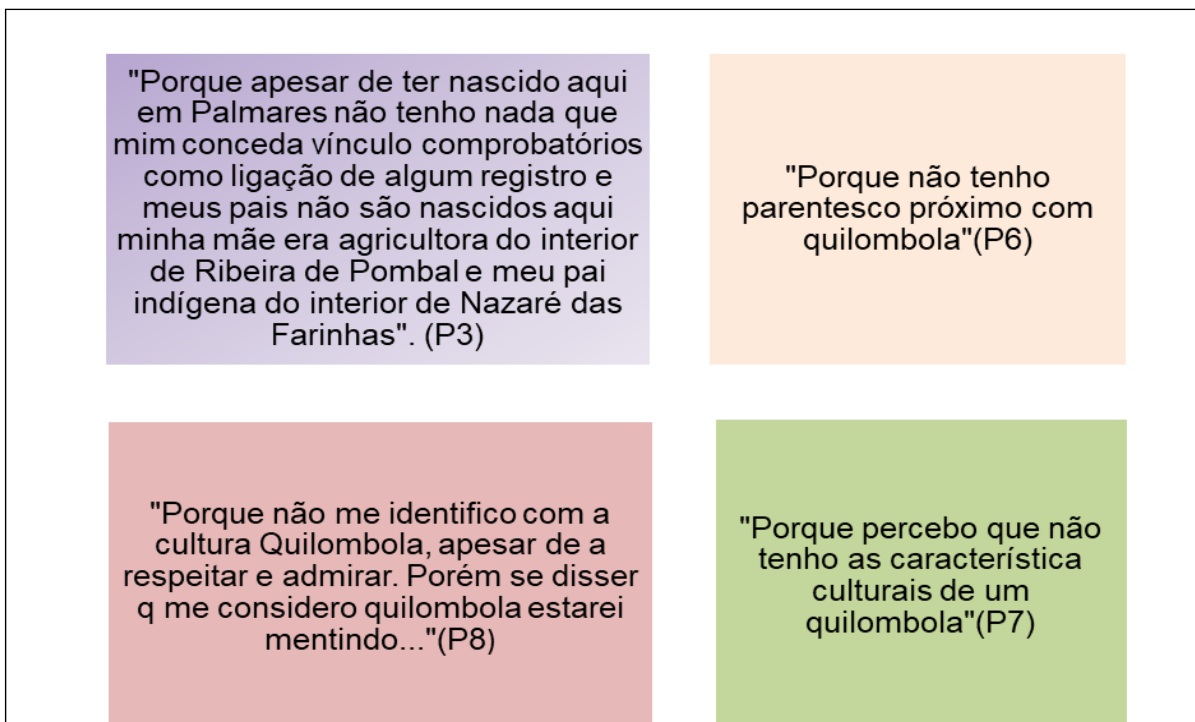 "Porque apesar de ter nascido aqui
em Palmares não tenho nada que
mim conceda vínculo comprobatórios
como ligação de algum registro e
meus pais não são nascidos aqui
minha mãe era agricultora do interior
de Ribeira de Pombal e meu pai
indígena do interior de Nazaré das
Farinhas". (P3)
"Porque não tenho
parentesco próximo com
quilombola"(P6)
"Porque não me identifico com a
cultura Quilombola, apesar de a
respeitar e admirar. Porém se disser
q me considero quilombola estarei
mentindo..."(P8)
"Porque percebo que não
tenho as característica
culturais de um
quilombola"(P7)